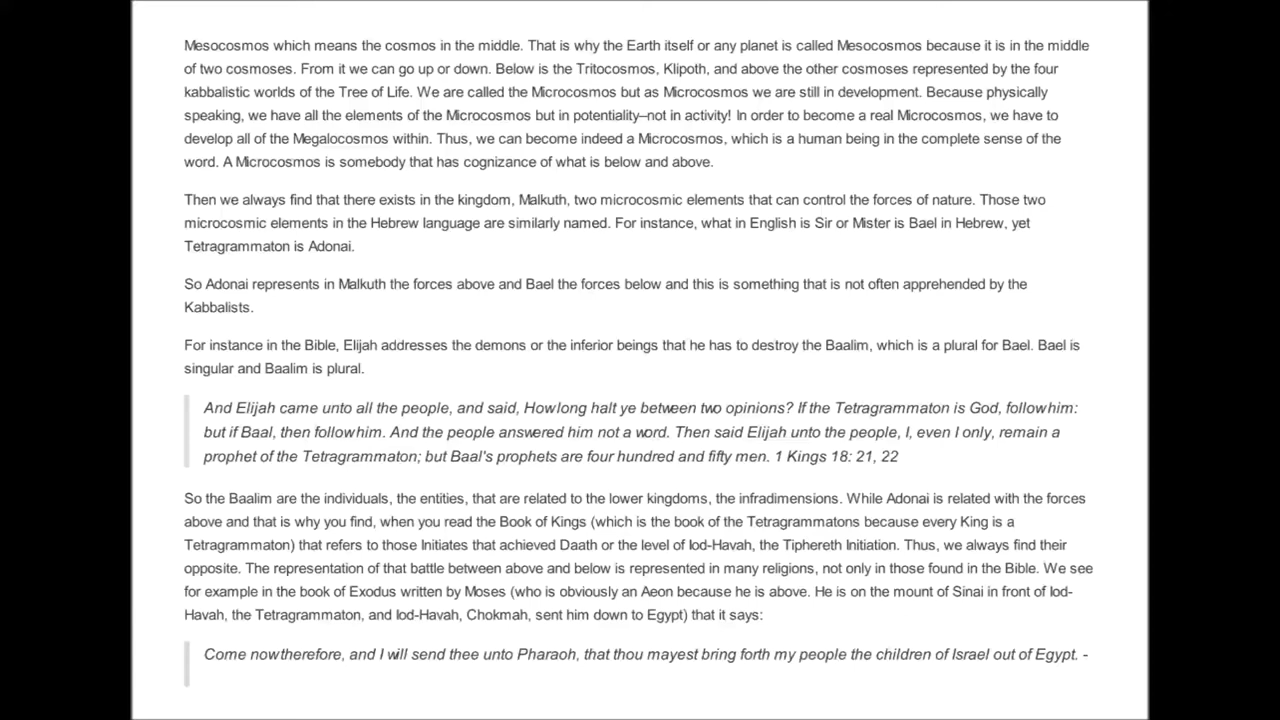 Mesocosmos which means the cosmos in the middle. That is why the Earth itself or any planet is called Mesocosmos because it is in the middle
of two cosmoses. From it we can go up or down. Below is the Tritocosmos, Klipoth, and above the other cosmoses represented by the four
kabbalistic worlds of the Tree of Life. We are called the Microcosmos but as Microcosmos we are still in development. Because physically
speaking, we have all the elements of the Microcosmos but in potentiality–not in activity! In order to become a real Microcosmos, we have to
develop all of the Megalocosmos within. Thus, we can become indeed a Microcosmos, which is a human being in the complete sense of the
word. A Microcosmos is somebody that has cognizance of what is below and above.
Then we always find that there exists in the kingdom, Malkuth, two microcosmic elements that can control the forces of nature. Those two
microcosmic elements in the Hebrew language are similarly named. For instance, what in English is Sir or Mister is Bael in Hebrew, yet
Tetragrammaton is Adonai.
So Adonai represents in Malkuth the forces above and Bael the forces below and this is something that is not often apprehended by the
Kabbalists.
For instance in the Bible, Elijah addresses the demons or the inferior beings that he has to destroy the Baalim, which is a plural for Bael. Bael is
singular and Baalim is plural.
And Elijah came unto all the people, and said, How long halt ye between two opinions? If the Tetragrammaton is God, follow him:
but if Baal, then follow him. And the people answered him not a word. Then said Elijah unto the people, I, even I only, remain a
prophet of the Tetragrammaton; but Baal's prophets are four hundred and fifty men. 1 Kings 18: 21, 22
So the Baalim are the individuals, the entities, that are related to the lower kingdoms, the infradimensions. While Adonai is related with the forces
above and that is why you find, when you read the Book of Kings (which is the book of the Tetragrammatons because every King is a
Tetragrammaton) that refers to those Initiates that achieved Daath or the level of Iod-Havah, the Tiphereth Initiation. Thus, we always find their
opposite. The representation of that battle between above and below is represented in many religions, not only in those found in the Bible. We see
for example in the book of Exodus written by Moses (who is obviously an Aeon because he is above. He is on the mount of Sinai in front of Iod-
Havah, the Tetragrammaton, and Iod-Havah, Chokmah, sent him down to Egypt) that it says:
Come now therefore, and I will send thee unto Pharaoh, that thou mayest bring forth my people the children of Israel out of Egypt. -